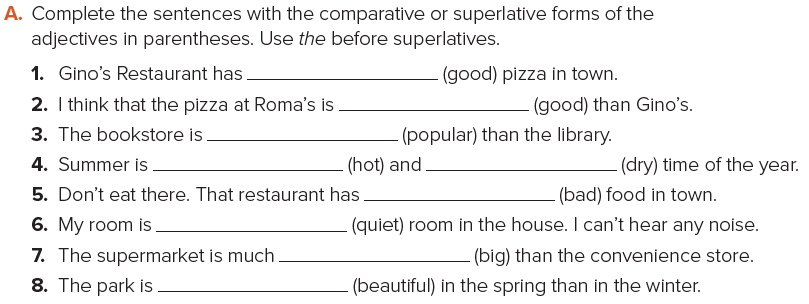 A. Complete the sentences with the comparative or superlative forms of the
adjectives in parentheses. Use the before superlatives.
1. Gino’s Restaurant has ____________________ (good) pizza in town.
2. I think that the pizza at Roma’s is ____________________ (good) than Gino’s.
3. The bookstore is ____________________ (popular) than the library.
4. Summer is ____________________ (hot) and ____________________ (dry) time of the year.
5. Don’t eat there. That restaurant has ____________________ (bad) food in town.
6. My room is ____________________ (quiet) room in the house. I can’t hear any noise.
7. The supermarket is much ____________________ (big) than the convenience store.
8. The park is ____________________ (beautiful) in the spring than in the winter.